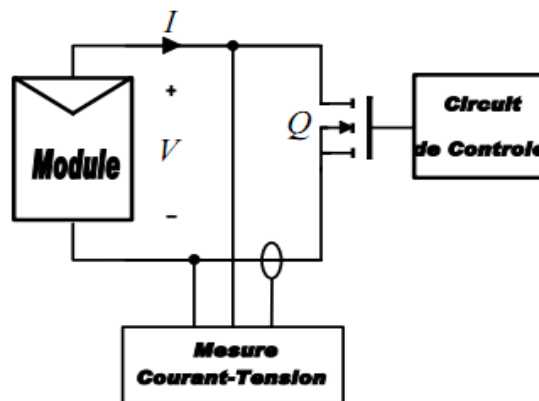 I
+
Module
V
Q
−
Circuit
de Controle
Mesure
Courant-Tension